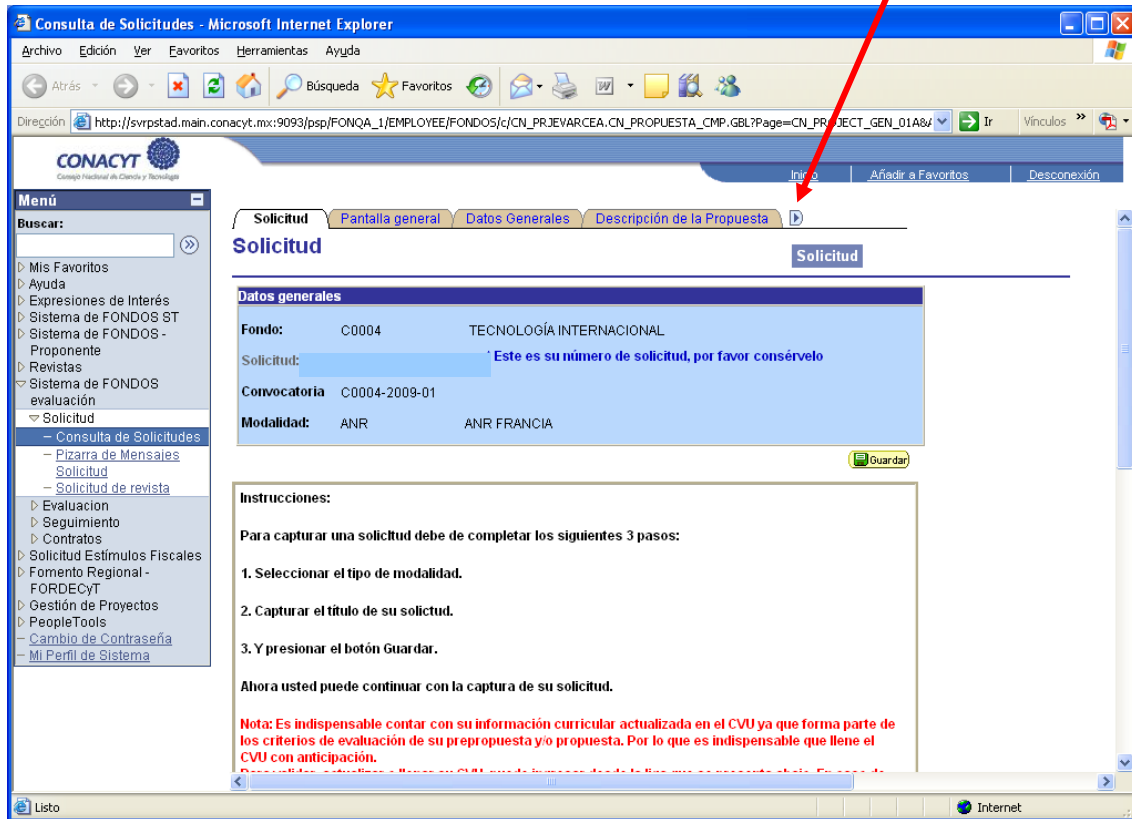 Consulta de Solicitudes - Microsoft Internet Explorer
Archivo Edición Ver Favoritos Herramientas Ayuda
Atrás Búsqueda Favoritos
Dirección http://svrpstad.main.conacyt.mx:9093/psp/FONQA_1/EMPLOYEE/FONDOS/c/CN_PRJEVARCEA.CN_PROPUESTA_CMP.GBL?Page=CN_PROJECT_GEN_01A& Ir Vínculos »
CONACYT
Consejo Nacional de Ciencia y Tecnología
Inicio Añadir a Favoritos Desconexión
Menú
Buscar:
Mis Favoritos
Ayuda
Expresiones de Interés
Sistema de FONDOS ST
Sistema de FONDOS -
Proponente
Revistas
Sistema de FONDOS
evaluación
Solicitud
– Consulta de Solicitudes
– Pizarra de Mensajes
Solicitud
– Solicitud de revista
Evaluacion
Seguimiento
Contratos
Solicitud Estímulos Fiscales
Fomento Regional -
FORDECyT
Gestión de Proyectos
PeopleTools
– Cambio de Contraseña
– Mi Perfil de Sistema
Solicitud Pantalla general Datos Generales Descripción de la Propuesta
Solicitud
Solicitud
Datos generales
Fondo: C0004 TECNOLOGÍA INTERNACIONAL
Solicitud: Este es su número de solicitud, por favor consérvelo
Convocatoria C0004-2009-01
Modalidad: ANR ANR FRANCIA
Guardar
Instrucciones:
Para capturar una solicitud debe de completar los siguientes 3 pasos:
1. Seleccionar el tipo de modalidad.
2. Capturar el título de su solictud.
3. Y presionar el botón Guardar.
Ahora usted puede continuar con la captura de su solicitud.
Nota: Es indispensable contar con su información curricular actualizada en el CVU ya que forma parte de
los criterios de evaluación de su prepropuesta y/o propuesta. Por lo que es indispensable que llene el
CVU con anticipación.
Listo Internet